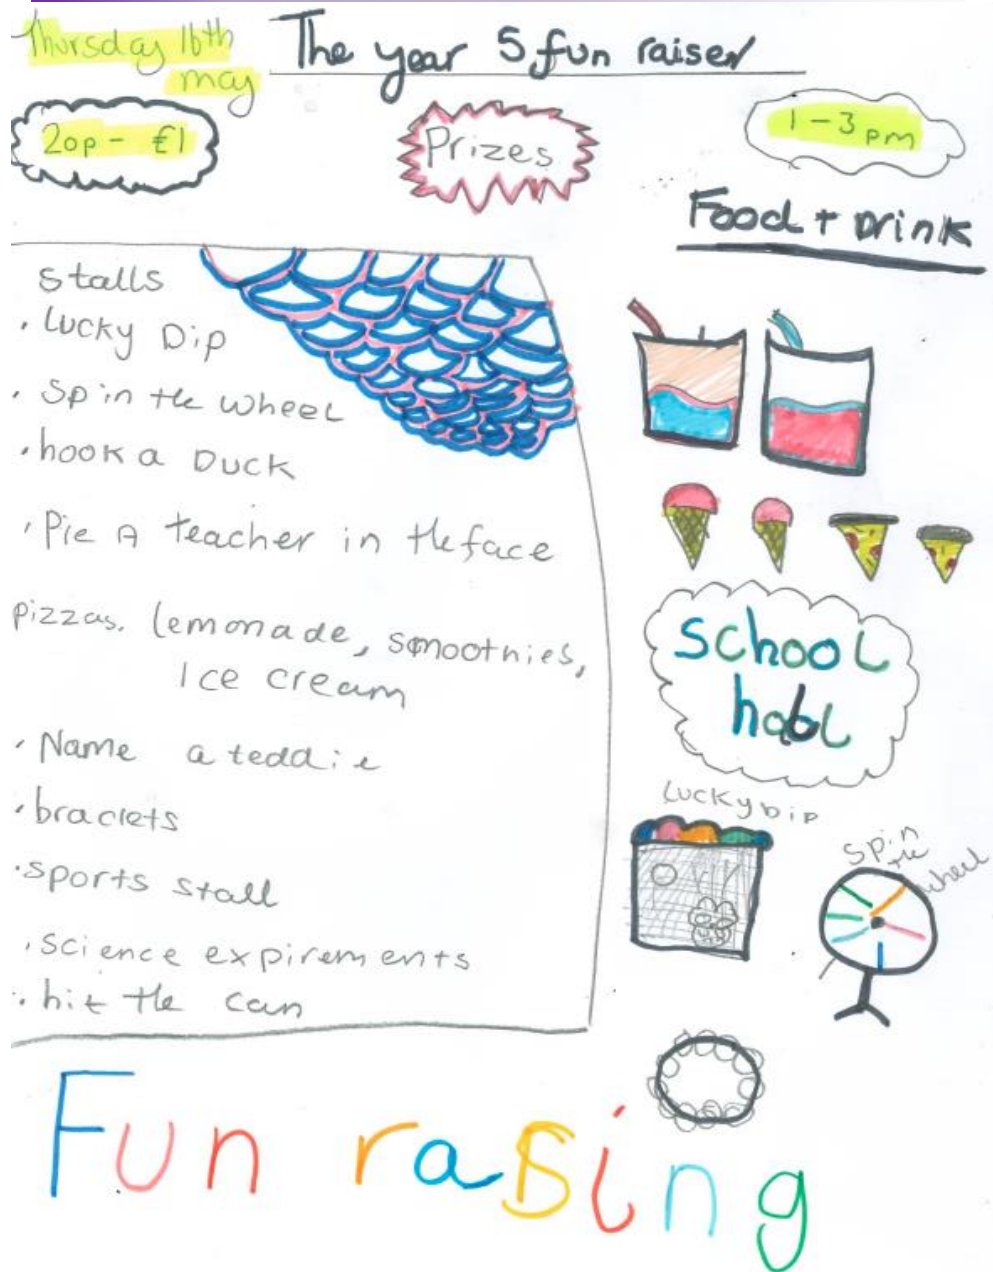 Thursday 16th
may
The year 5 fun raiser
20p - €1
Prizes
1 - 3 pm
Food + Drink
stalls
. Lucky Dip
. Spin the wheel
. hook a Duck
. Pie A teacher in the face
pizzas. lemonade, smoothies,
Ice cream
. Name a teddie
. braclets
. sports stall
. science expirements
. hit the can
School
hall
Lucky Dip
Spin
the
wheel
Fun rasing